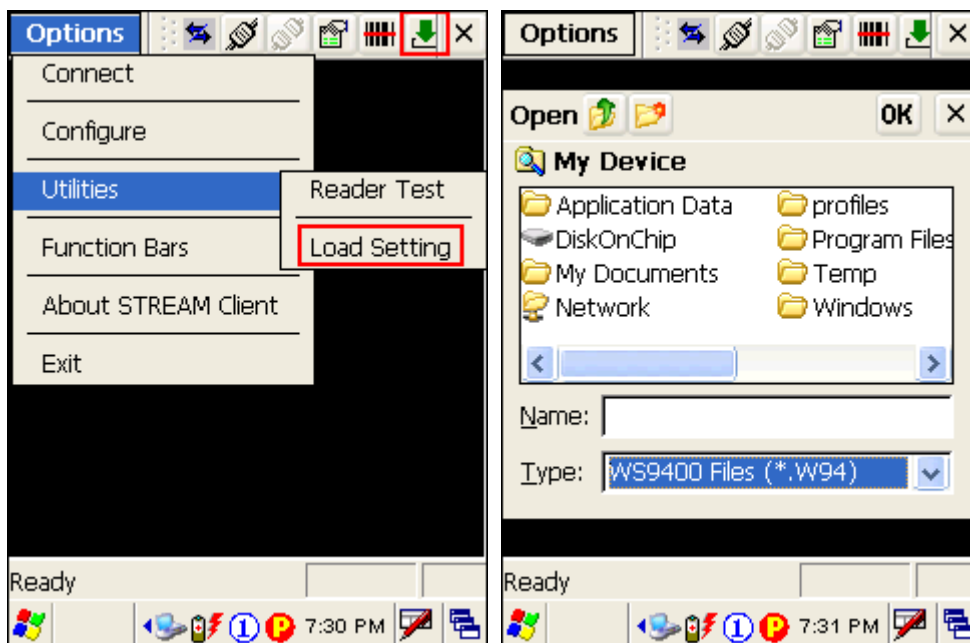 Options
Connect
Configure
Utilities
Reader Test
Function Bars
Load Setting
About STREAM Client
Exit
Ready
1 P 7:30 PM
Options
Open OK
My Device
Application Data profiles
DiskOnChip Program Files
My Documents Temp
Network Windows
Name:
Type: WS9400 Files (*.W94)
Ready
1 P 7:31 PM